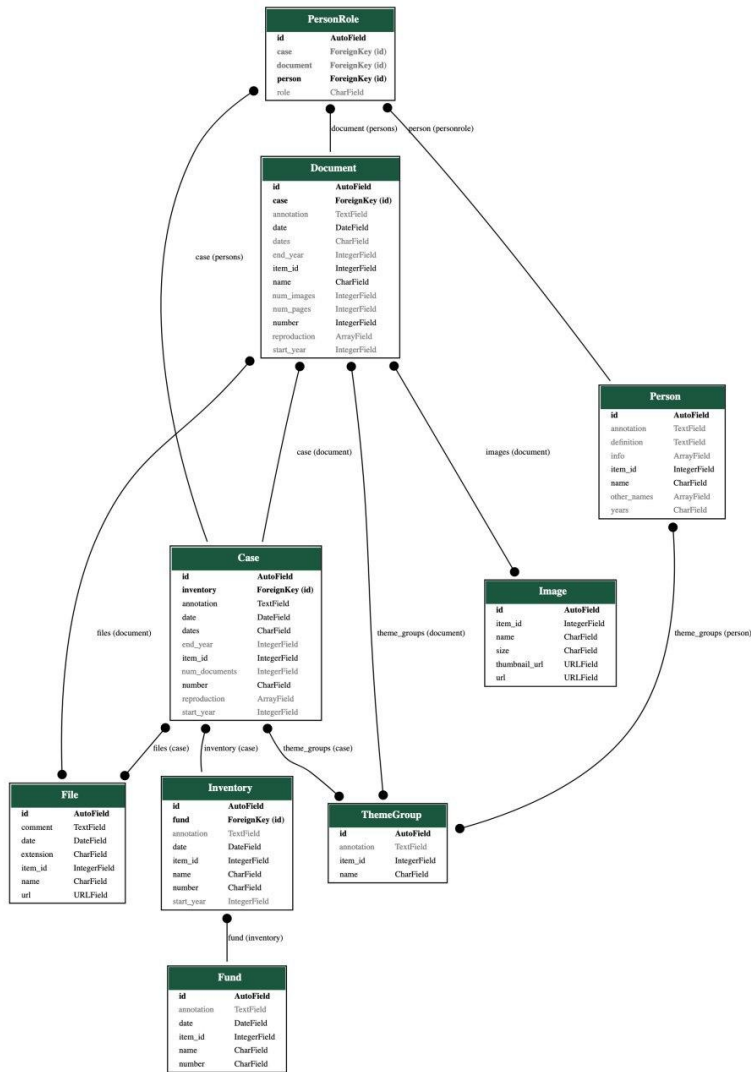 PersonRole
id AutoField
case ForeignKey (id)
document ForeignKey (id)
person ForeignKey (id)
role CharField
document (persons) person (personrole)
Document
id AutoField
case ForeignKey (id)
annotation TextField
date DateField
dates CharField
end_year IntegerField
item_id IntegerField
name CharField
num_images IntegerField
num_pages IntegerField
number IntegerField
reproduction ArrayField
start_year IntegerField
case (persons)
Person
id AutoField
annotation TextField
definition TextField
info ArrayField
item_id IntegerField
name CharField
other_names ArrayField
years CharField
case (document)
images (document)
Case
id AutoField
inventory ForeignKey (id)
annotation TextField
date DateField
dates CharField
end_year IntegerField
item_id IntegerField
num_documents IntegerField
number CharField
reproduction ArrayField
start_year IntegerField
Image
id AutoField
item_id IntegerField
name CharField
size CharField
thumbnail_url URLField
url URLField
files (document)
theme_groups (document)
theme_groups (person)
files (case)
inventory (case)
theme_groups (case)
File
id AutoField
comment TextField
date DateField
extension CharField
item_id IntegerField
name CharField
url URLField
Inventory
id AutoField
fund ForeignKey (id)
annotation TextField
date DateField
item_id IntegerField
name CharField
number CharField
start_year IntegerField
ThemeGroup
id AutoField
annotation TextField
item_id IntegerField
name CharField
fund (inventory)
Fund
id AutoField
annotation TextField
date DateField
item_id IntegerField
name CharField
number CharField